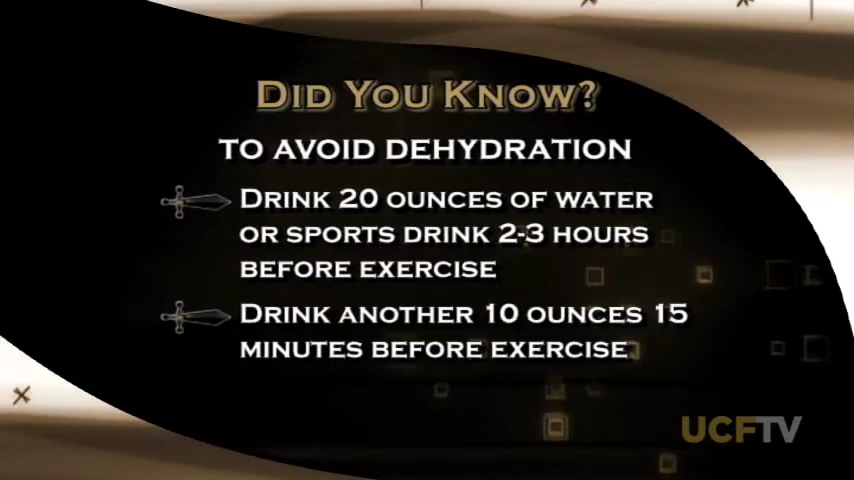 DID YOU KNOW?
TO AVOID DEHYDRATION
DRINK 20 OUNCES OF WATER
OR SPORTS DRINK 2-3 HOURS
BEFORE EXERCISE
DRINK ANOTHER 10 OUNCES 15
MINUTES BEFORE EXERCISE
UCFTV